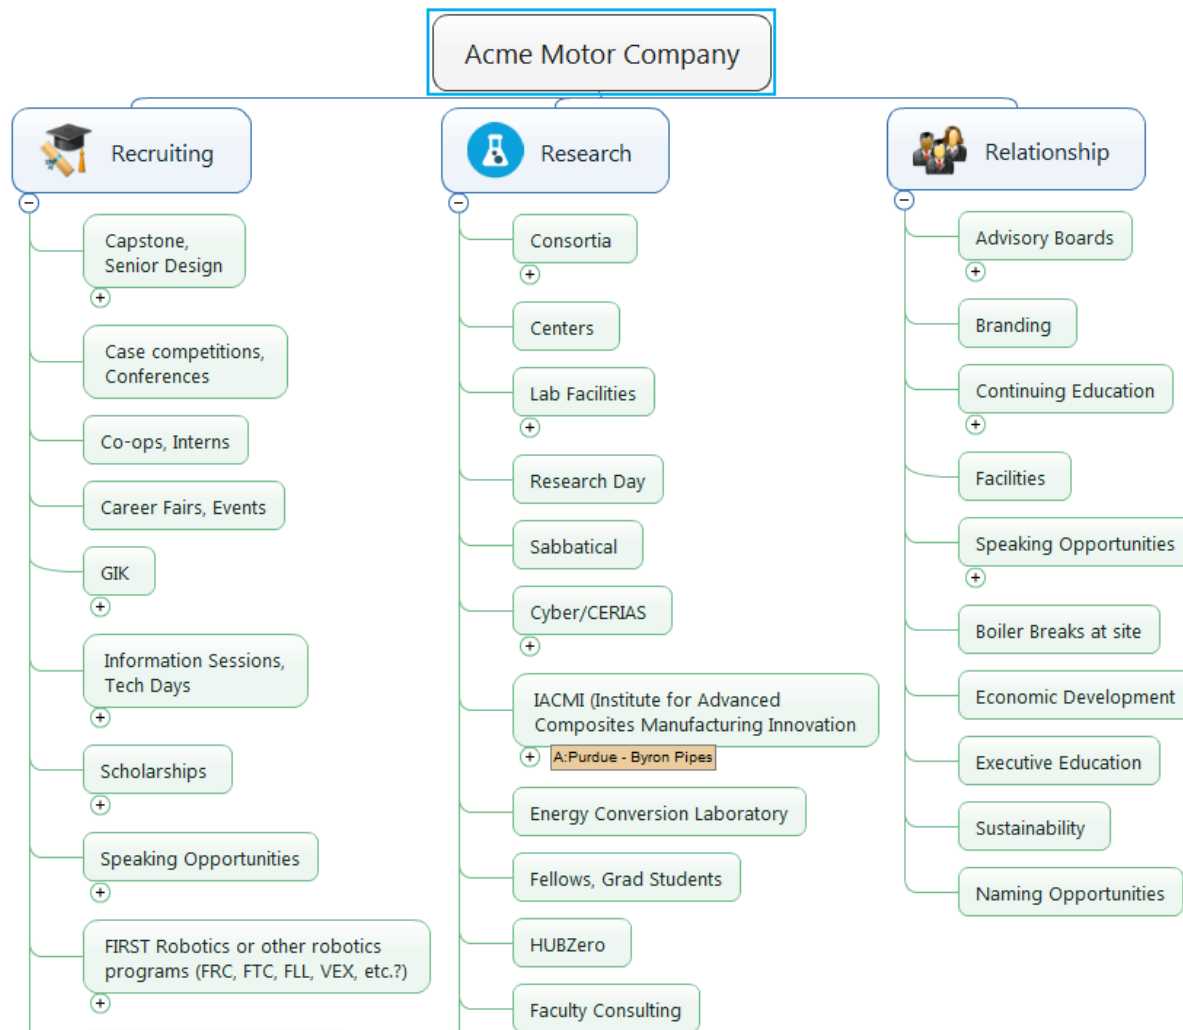 Acme Motor Company
Recruiting
Capstone,
Senior Design
Case competitions,
Conferences
Co-ops, Interns
Career Fairs, Events
GIK
Information Sessions,
Tech Days
Scholarships
Speaking Opportunities
FIRST Robotics or other robotics
programs (FRC, FTC, FLL, VEX, etc.?)
Research
Consortia
Centers
Lab Facilities
Research Day
Sabbatical
Cyber/CERIAS
IACMI (Institute for Advanced
Composites Manufacturing Innovation
A:Purdue - Byron Pipes
Energy Conversion Laboratory
Fellows, Grad Students
HUBZero
Faculty Consulting
Relationship
Advisory Boards
Branding
Continuing Education
Facilities
Speaking Opportunities
Boiler Breaks at site
Economic Development
Executive Education
Sustainability
Naming Opportunities